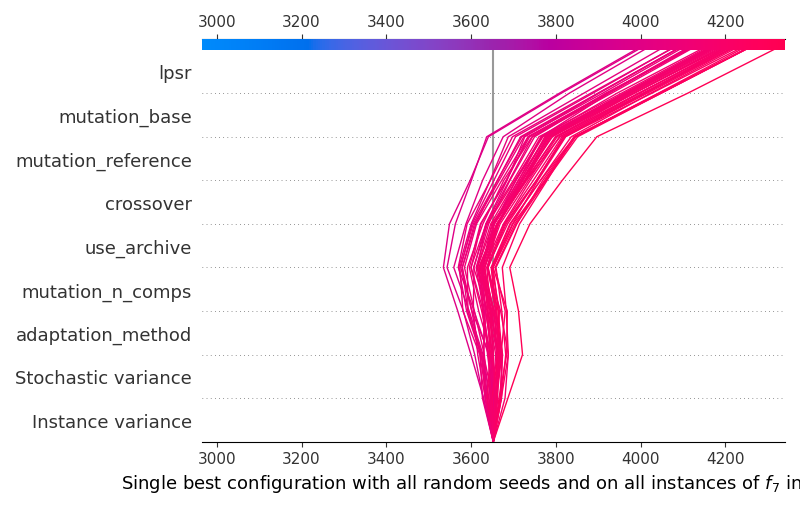 3000 3200 3400 3600 3800 4000 4200
lpsr
mutation_base
mutation_reference
crossover
use_archive
mutation_n_comps
adaptation_method
Stochastic variance
Instance variance
3000 3200 3400 3600 3800 4000 4200
Single best configuration with all random seeds and on all instances of f₇ in